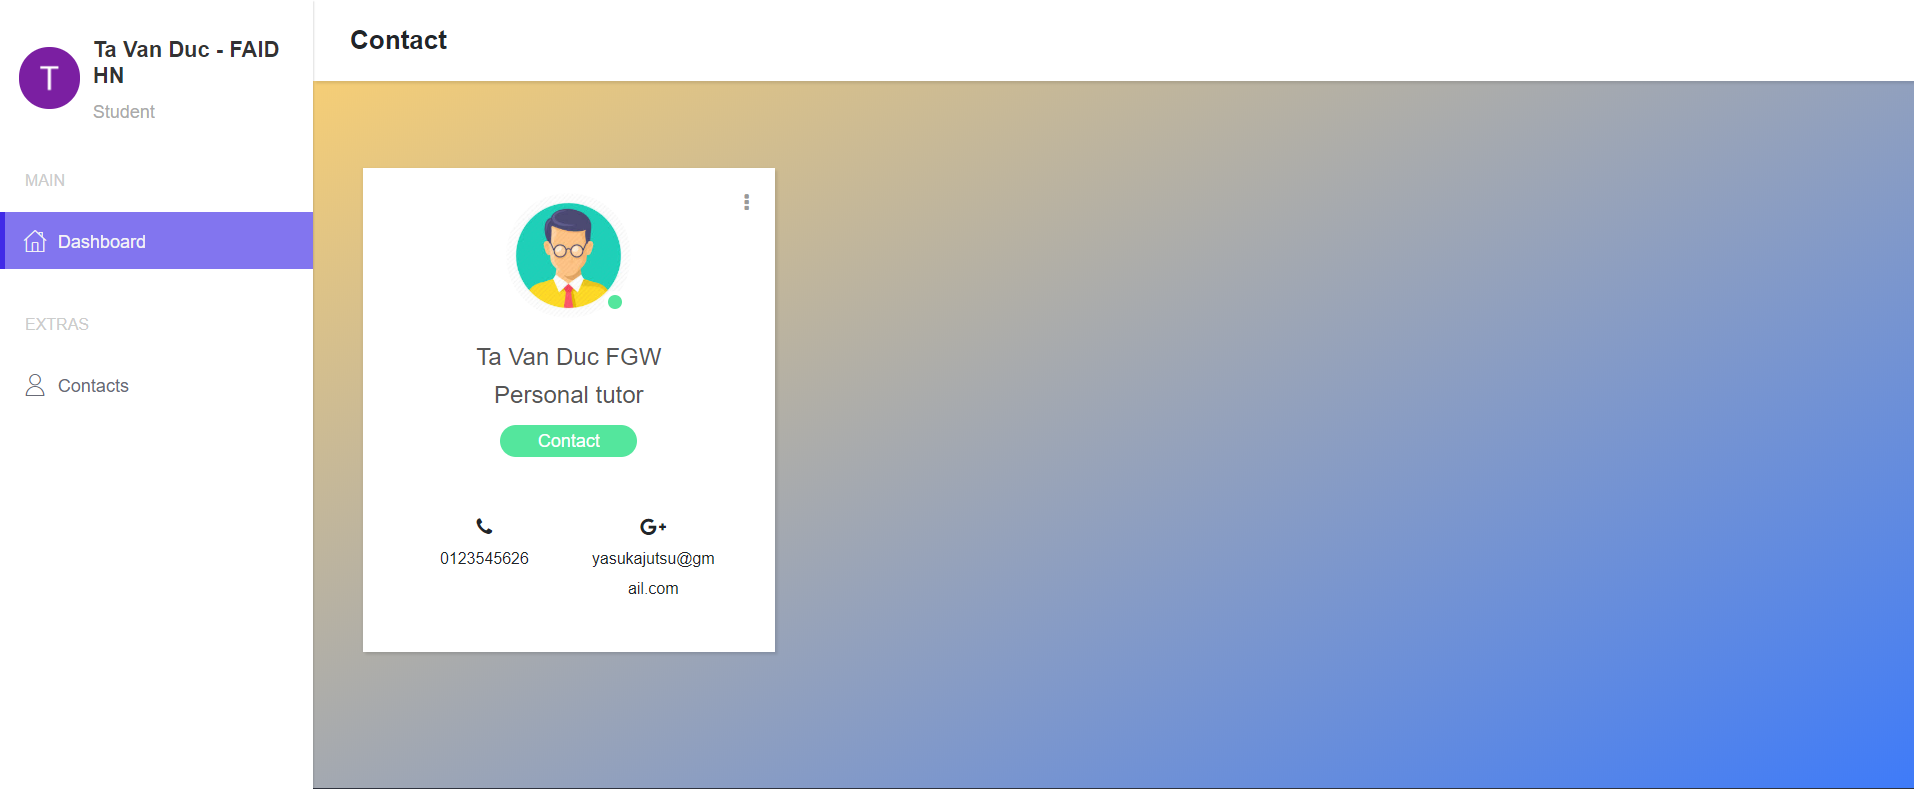 T
Ta Van Duc - FAID
HN
Student
MAIN
Dashboard
EXTRAS
Contacts
Contact
Ta Van Duc FGW
Personal tutor
Contact
0123545626
G+
yasukajutsu@gm
ail.com